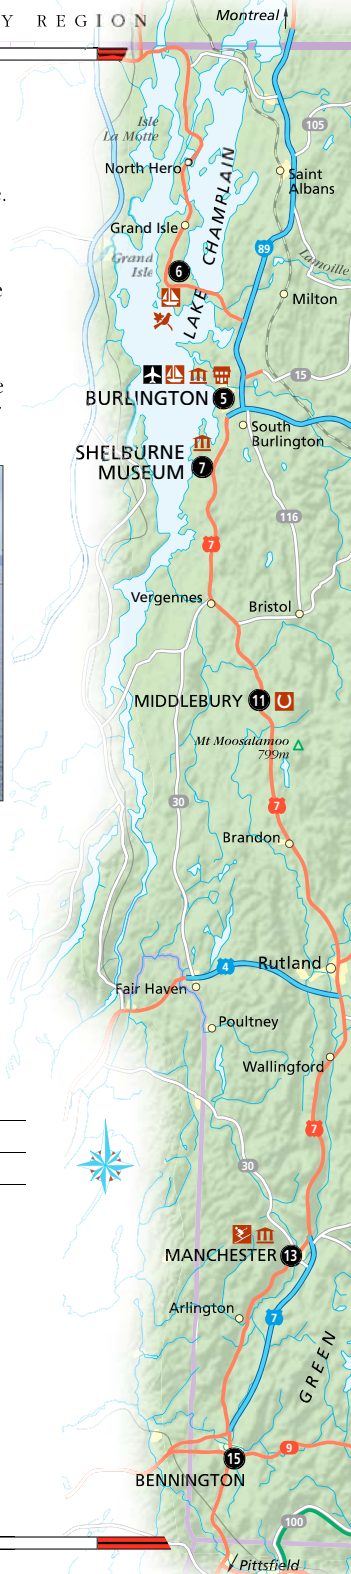 Y REGION
Montreal
105
Isle
La Motte
North Hero
Saint
Albans
LAKE CHAMPLAIN
Grand Isle
89
Lamoille
Grand
Isle
6
Milton
15
BURLINGTON 5
South
Burlington
SHELBURNE
MUSEUM 7
116
7
Vergennes
Bristol
MIDDLEBURY 11
Mt Moosalamoo
799m
30
7
Brandon
Rutland
4
Fair Haven
Poultney
Wallingford
7
30
MANCHESTER 13
Arlington
7
GREEN
9
15
BENNINGTON
100
Pittsfield